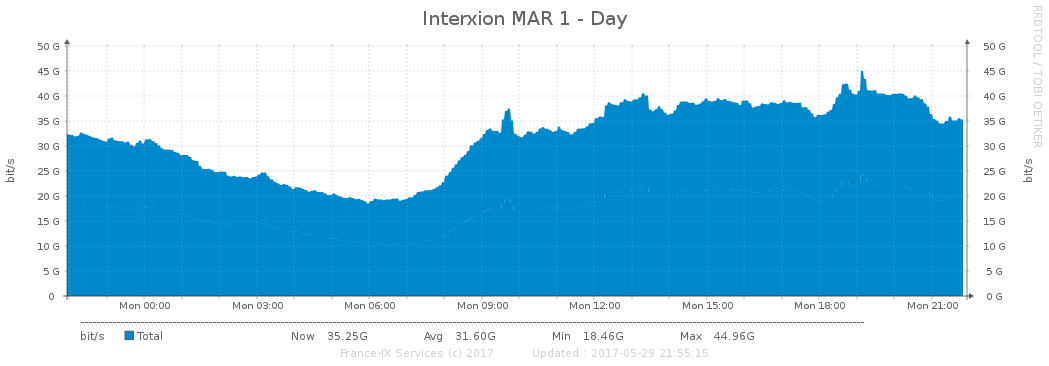 Interxion MAR 1 - Day
RRDTOOL / TOBI OETIKER
50 G 50 G
45 G 45 G
40 G 40 G
35 G 35 G
30 G 30 G
25 G 25 G
20 G 20 G
15 G 15 G
10 G 10 G
5 G 5 G
0 0 G
bit/s bit/s
Mon 00:00 Mon 03:00 Mon 06:00 Mon 09:00 Mon 12:00 Mon 15:00 Mon 18:00 Mon 21:00
bit/s Total Now 35.25G Avg 31.60G Min 18.46G Max 44.96G
France-IX Services (c) 2017 Updated : 2017-05-29 21:55:15